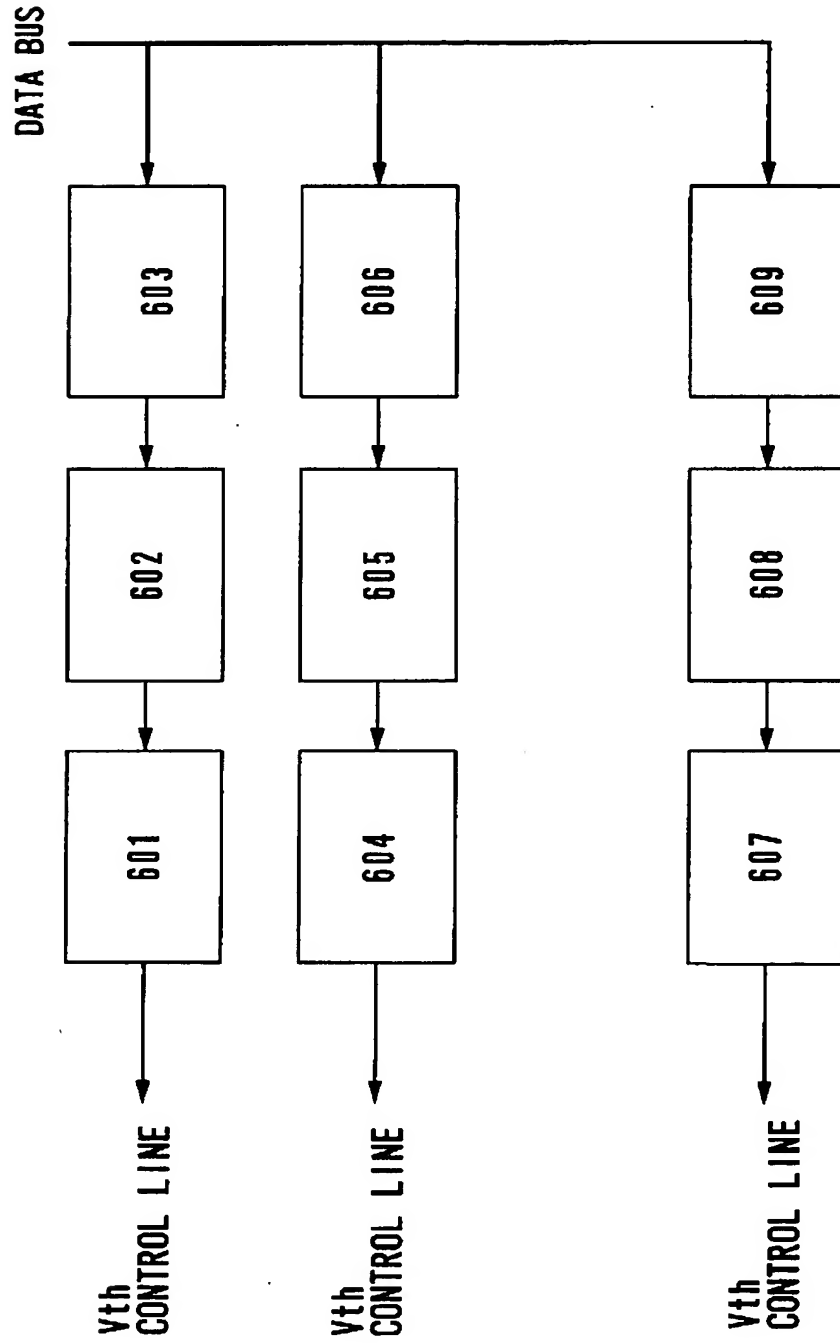 DATA BUS
603
606
609
602
605
608
601
604
607
Vth
CONTROL LINE
Vth
CONTROL LINE
Vth
CONTROL LINE